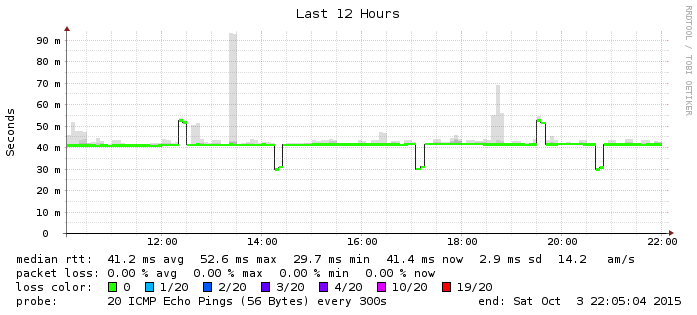 Last 12 Hours
RRDTOOL / TOBI OETIKER
Seconds
90 m
80 m
70 m
60 m
50 m
40 m
30 m
20 m
10 m
0
12:00 14:00 16:00 18:00 20:00 22:00
median rtt: 41.2 ms avg 52.6 ms max 29.7 ms min 41.4 ms now 2.9 ms sd 14.2 am/s
packet loss: 0.00 % avg 0.00 % max 0.00 % min 0.00 % now
loss color: 0 1/20 2/20 3/20 4/20 10/20 19/20
probe: 20 ICMP Echo Pings (56 Bytes) every 300s end: Sat Oct 3 22:05:04 2015